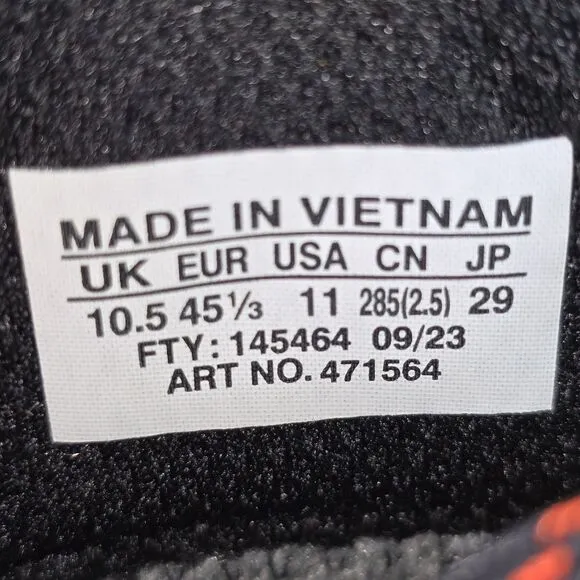 MADE IN VIETNAM
UK EUR USA CN JP
10.5 45⅓ 11 285(2.5) 29
FTY: 145464 09/23
ART NO. 471564